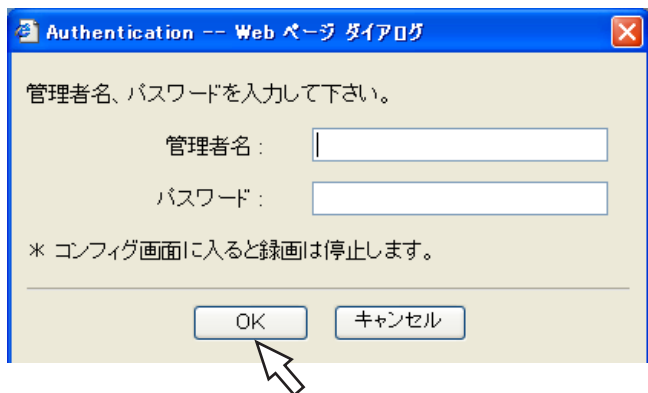 Authentication -- Web ページ ダイアログ
管理者名、パスワードを入力して下さい。
管理者名：
パスワード：
＊ コンフィグ画面に入ると録画は停止します。
OK キャンセル